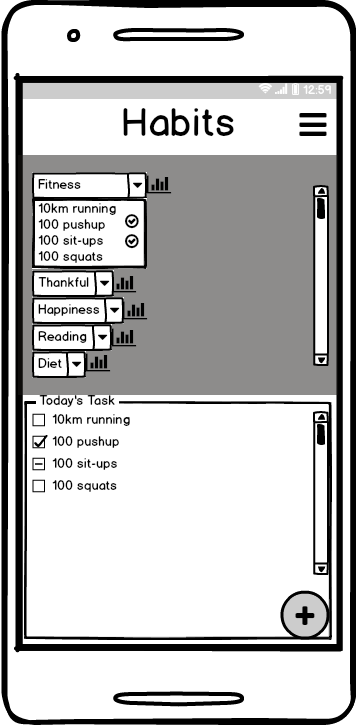 12:59
Habits
Fitness
10km running
100 pushup
100 sit-ups
100 squats
Thankful
Happiness
Reading
Diet
Today's Task
10km running
100 pushup
100 sit-ups
100 squats